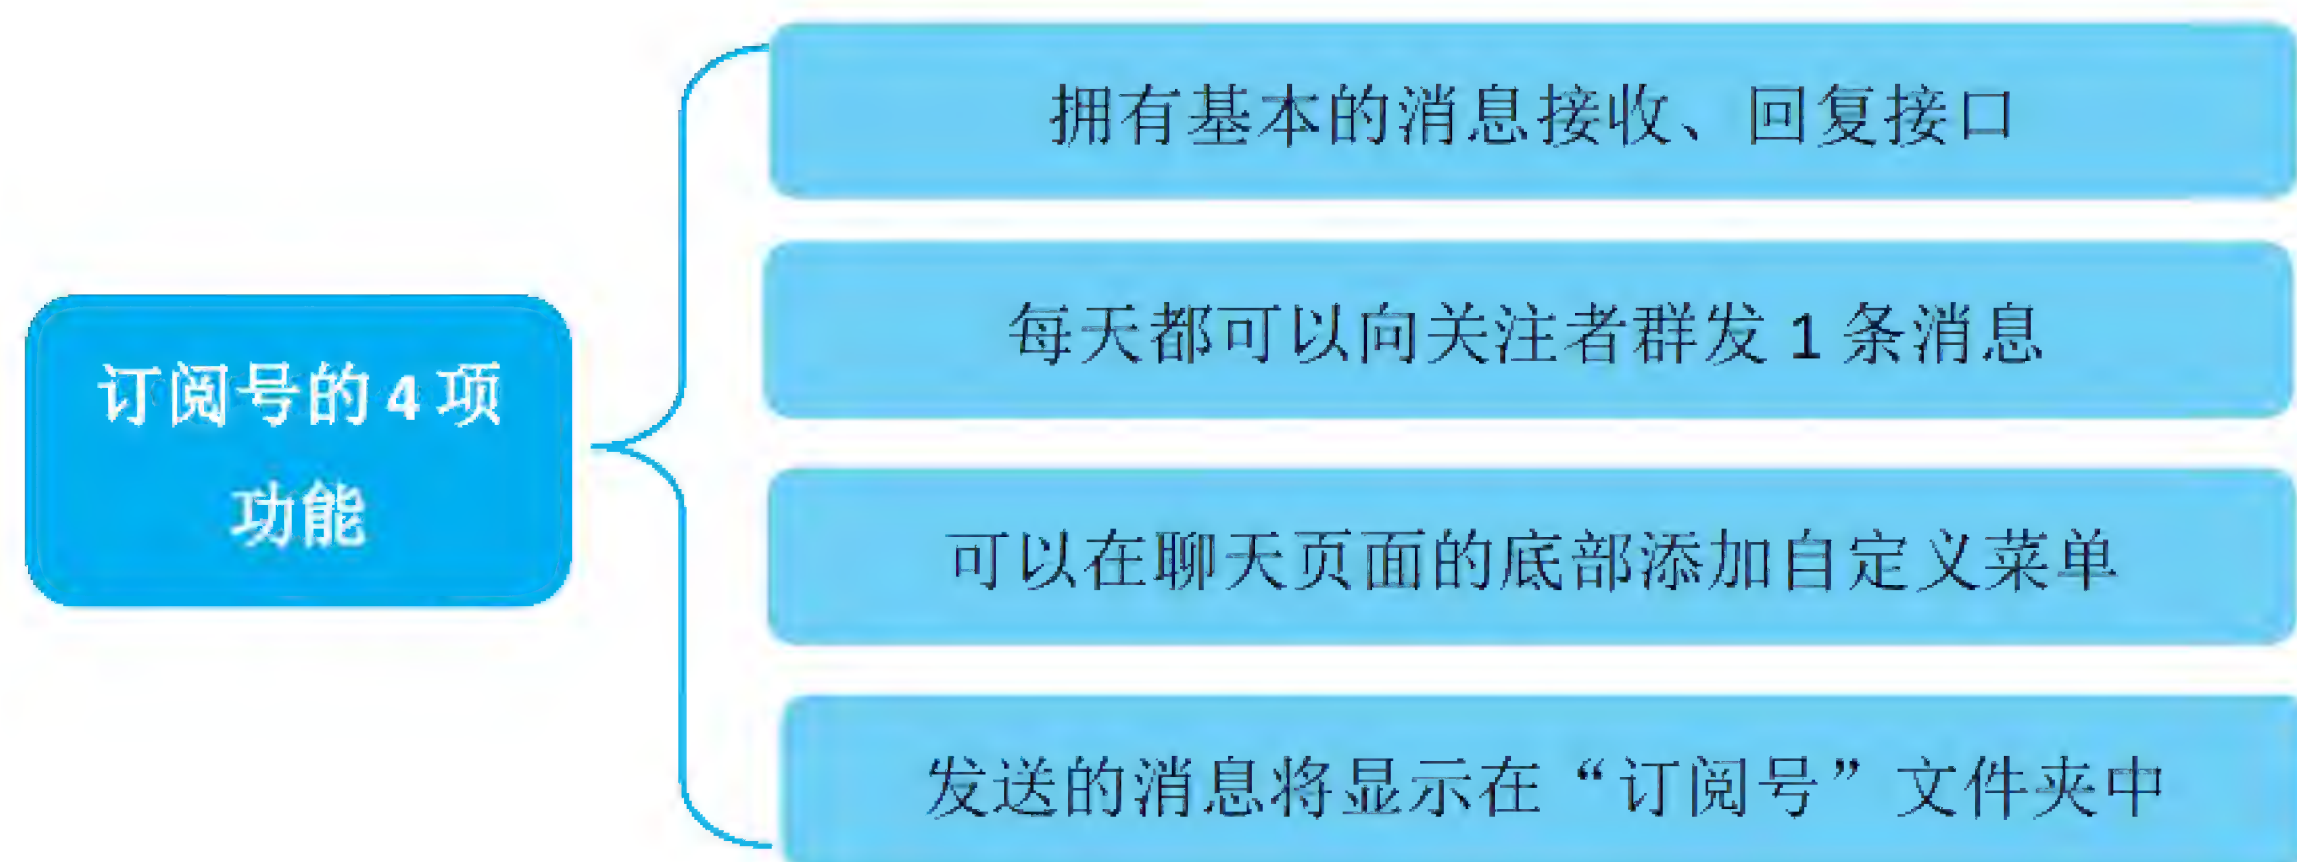 订阅号的 4 项
功能
拥有基本的消息接收、回复接口
每天都可以向关注者群发 1 条消息
可以在聊天页面的底部添加自定义菜单
发送的消息将显示在“订阅号”文件夹中